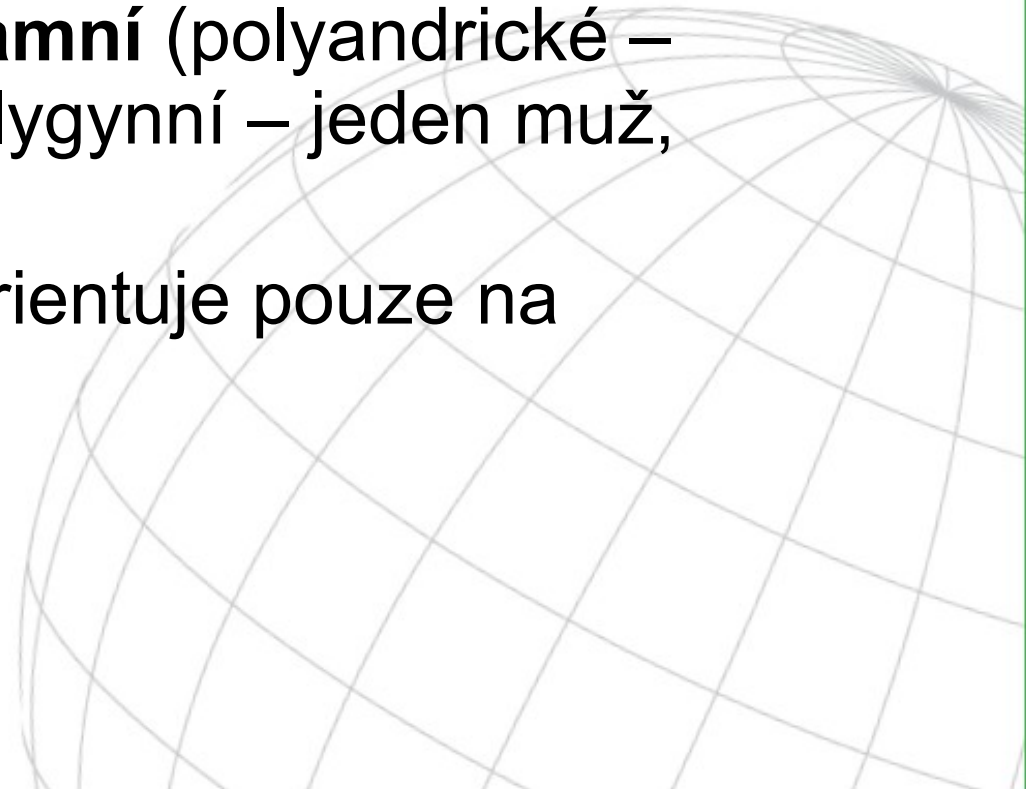 amní (polyandrické –
lygynní – jeden muž,
rientuje pouze na